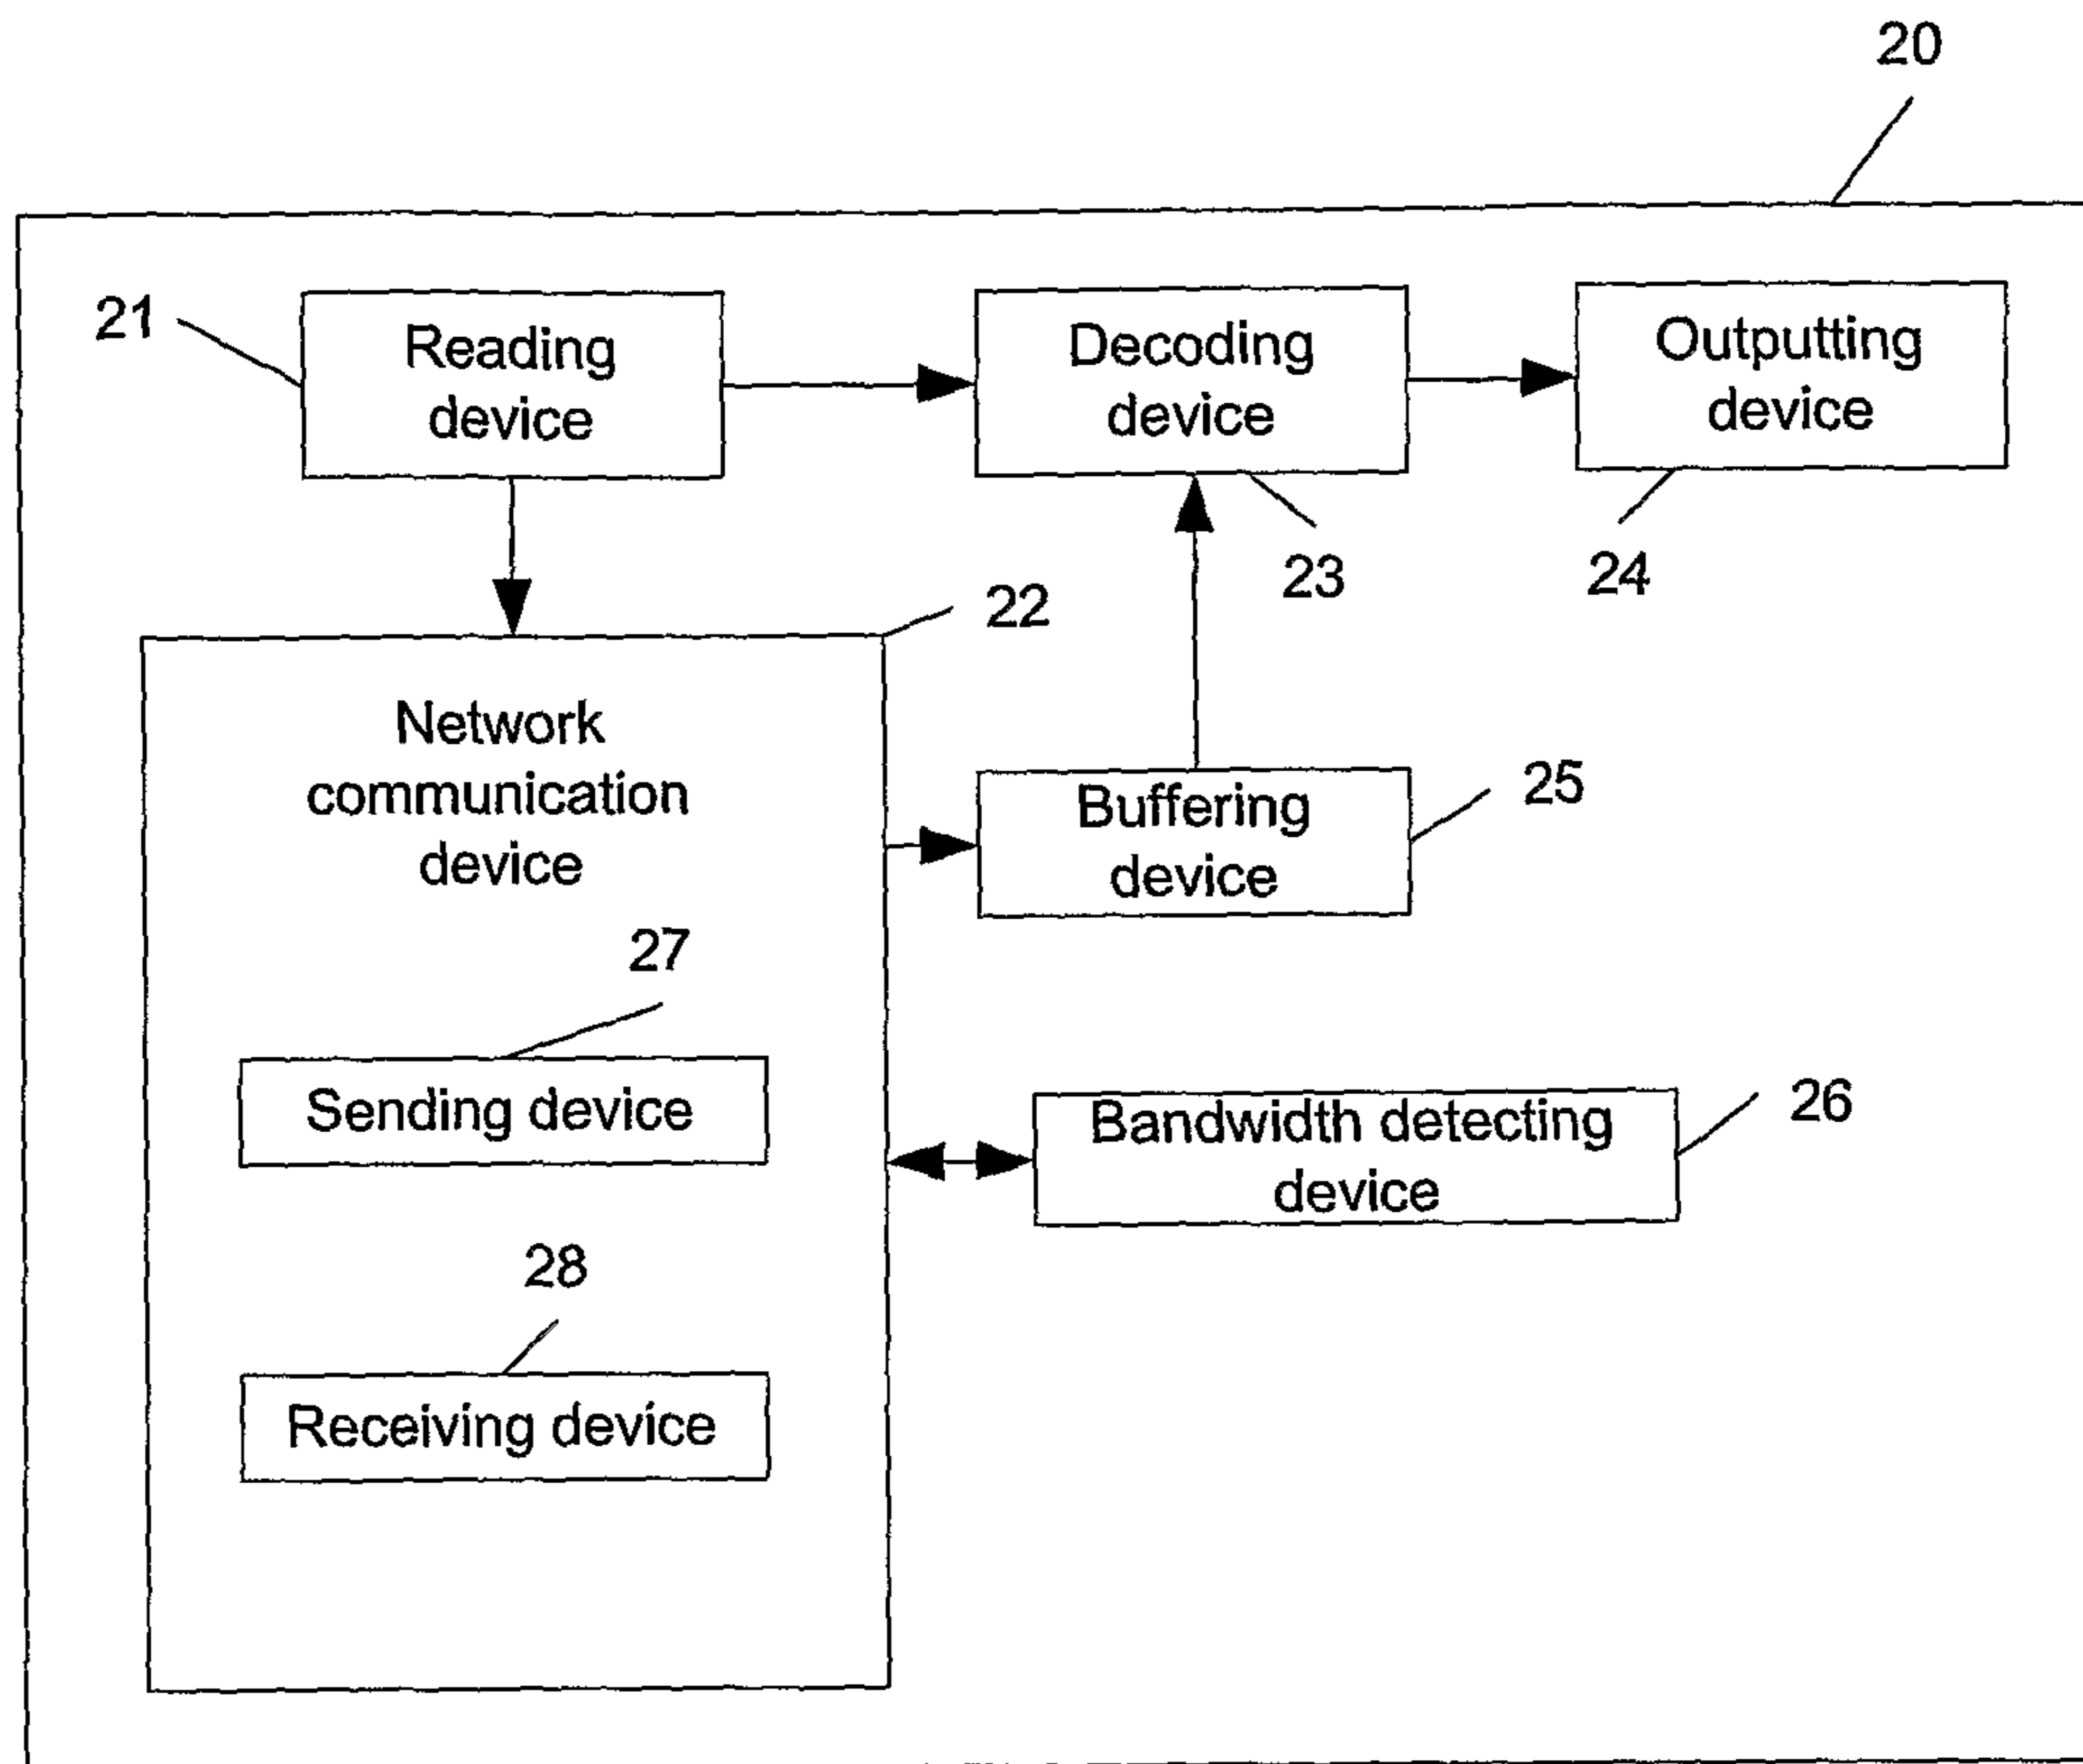 20
21
Reading
device
Decoding
device
Outputting
device
23
24
22
Network
communication
device
Buffering
device
25
27
Sending device
Bandwidth detecting
device
26
28
Receiving device